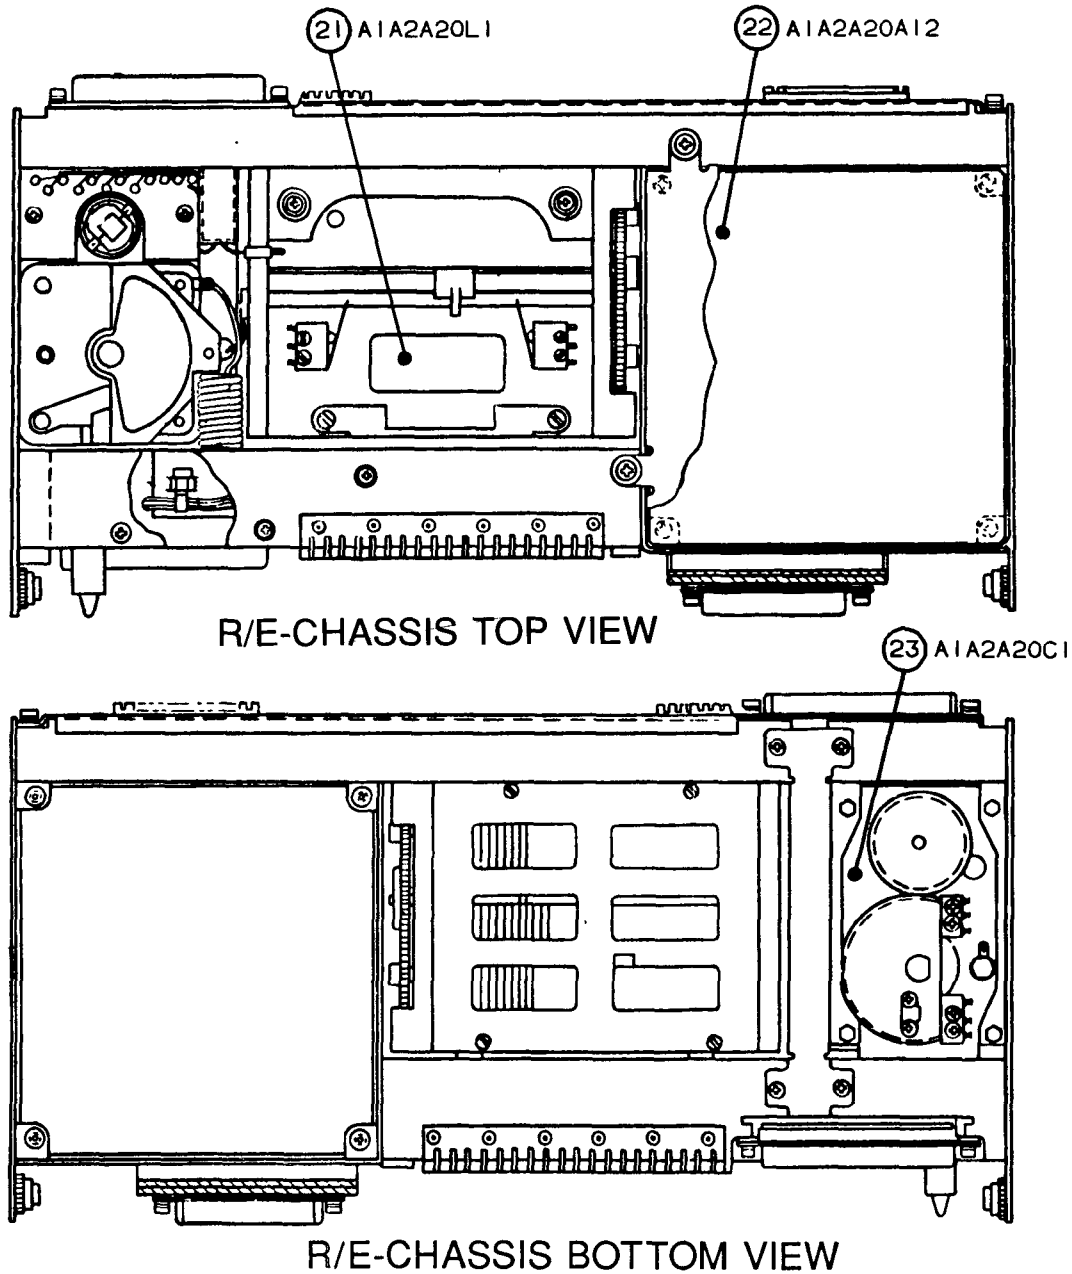 21 A1A2A20L1
22 A1A2A20A12
R/E-CHASSIS TOP VIEW
23 A1A2A20C1
R/E-CHASSIS BOTTOM VIEW